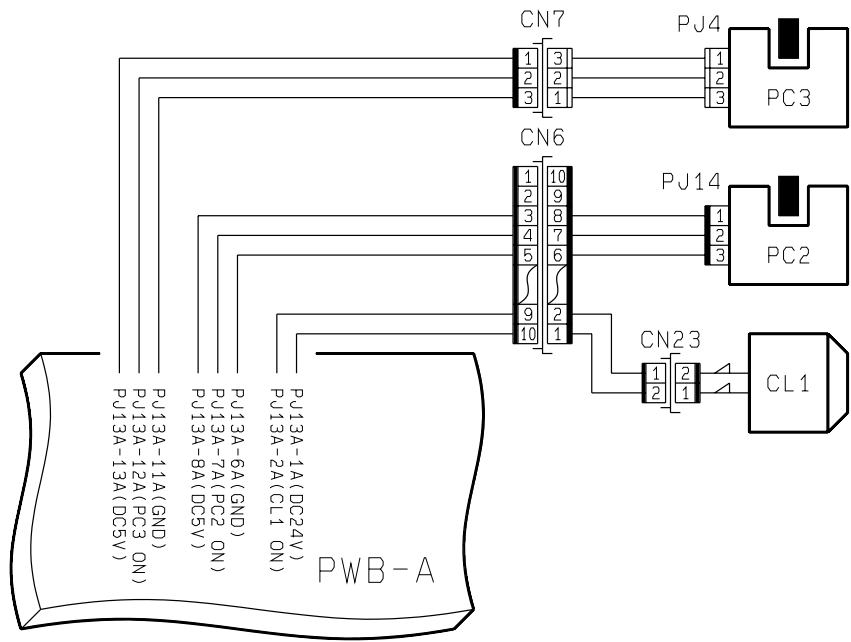 CN7
PJ4
1 3 1
2 2 2
3 1 3
PC3
CN6
PJ14
1 10
2 9
3 8 1
4 7 2
5 6 3
PC2
9 2
10 1
CN23
1 2
2 1
CL1
PJ13A-13A(DC5V)
PJ13A-12A(PC3 ON)
PJ13A-11A(GND)
PJ13A-8A(DC5V)
PJ13A-7A(PC2 ON)
PJ13A-6A(GND)
PJ13A-2A(CL1 ON)
PJ13A-1A(DC24V)
PWB-A